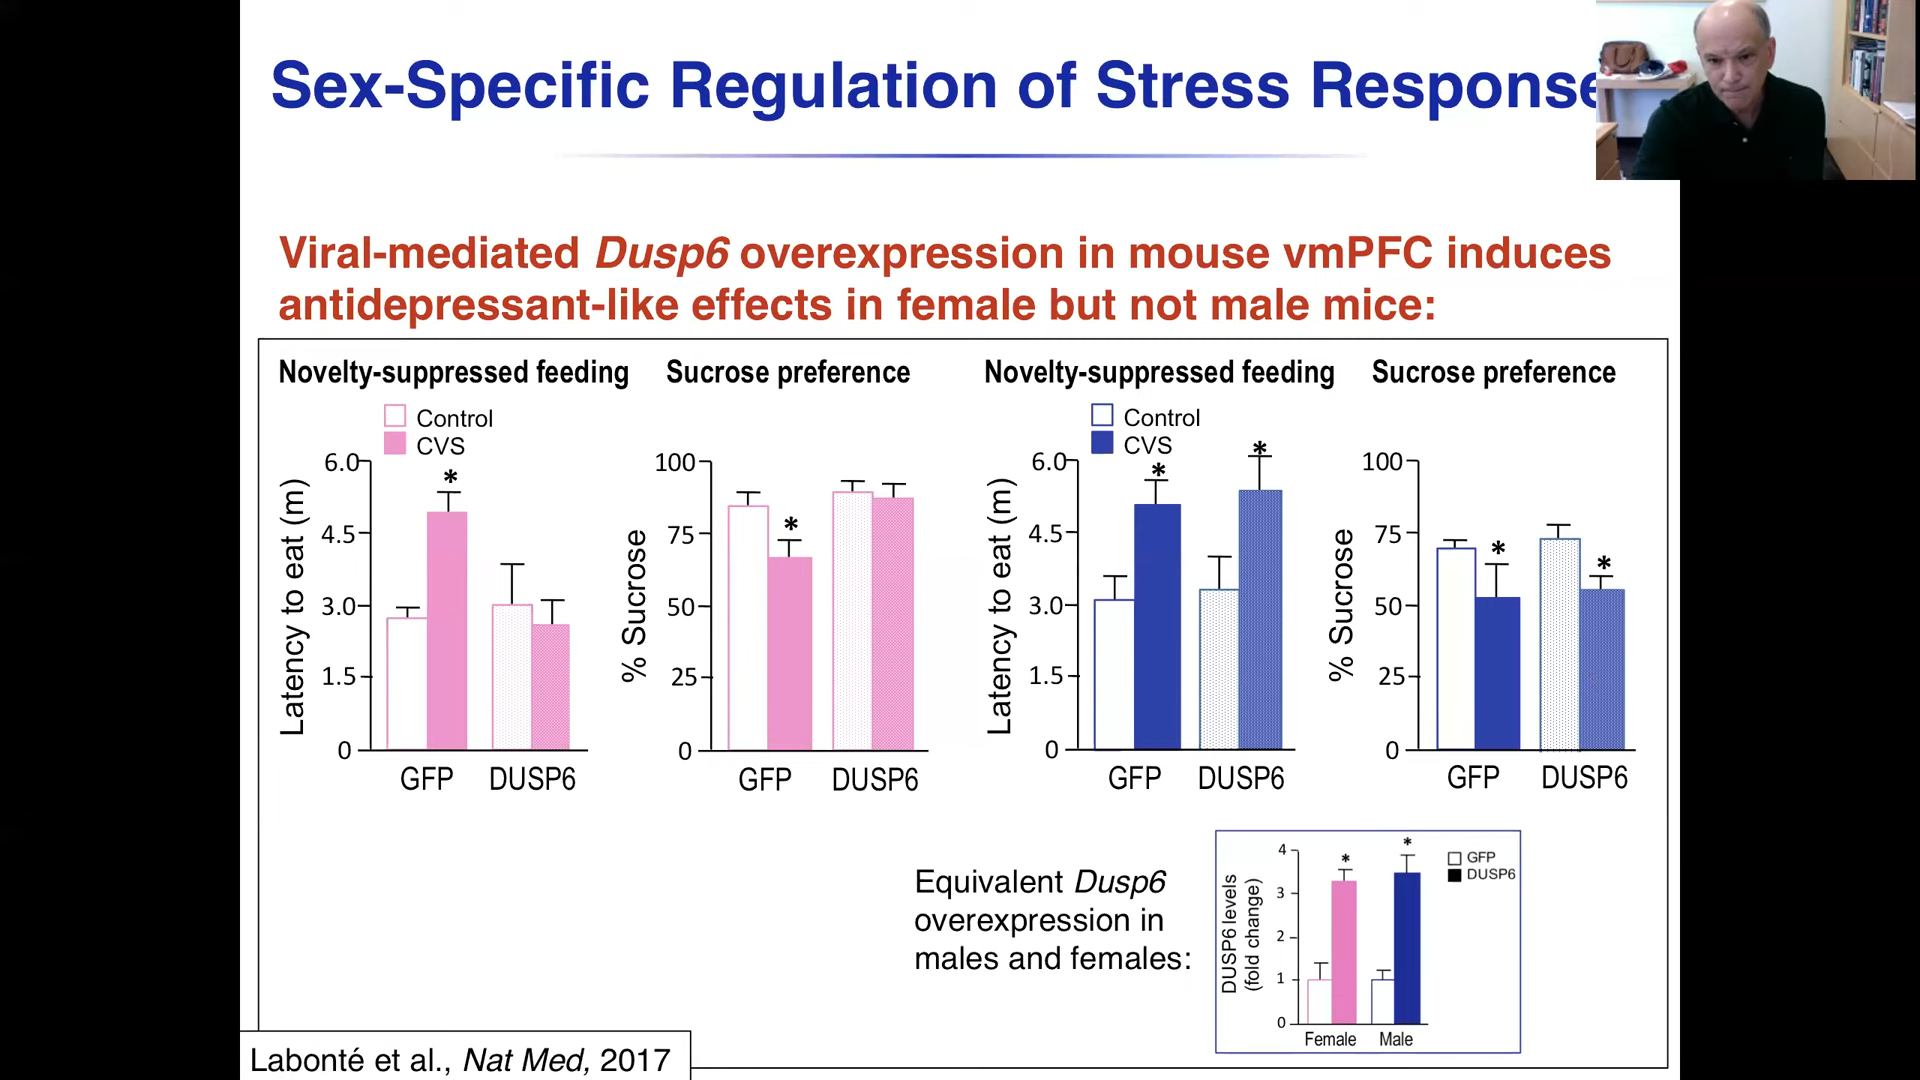 Sex-Specific Regulation of Stress Response
Viral-mediated Dusp6 overexpression in mouse vmPFC induces
antidepressant-like effects in female but not male mice:
Novelty-suppressed feeding
Control
CVS
Latency to eat (m)
6.0
4.5
3.0
1.5
0
*
GFP DUSP6
Sucrose preference
% Sucrose
100
75
50
25
0
*
GFP DUSP6
Novelty-suppressed feeding
Control
CVS
Latency to eat (m)
6.0
4.5
3.0
1.5
0
* *
GFP DUSP6
Sucrose preference
% Sucrose
100
75
50
25
0
* *
GFP DUSP6
Equivalent Dusp6
overexpression in
males and females:
DUSP6 levels
(fold change)
4
3
2
1
0
* *
GFP
DUSP6
Female Male
Labonté et al., Nat Med, 2017